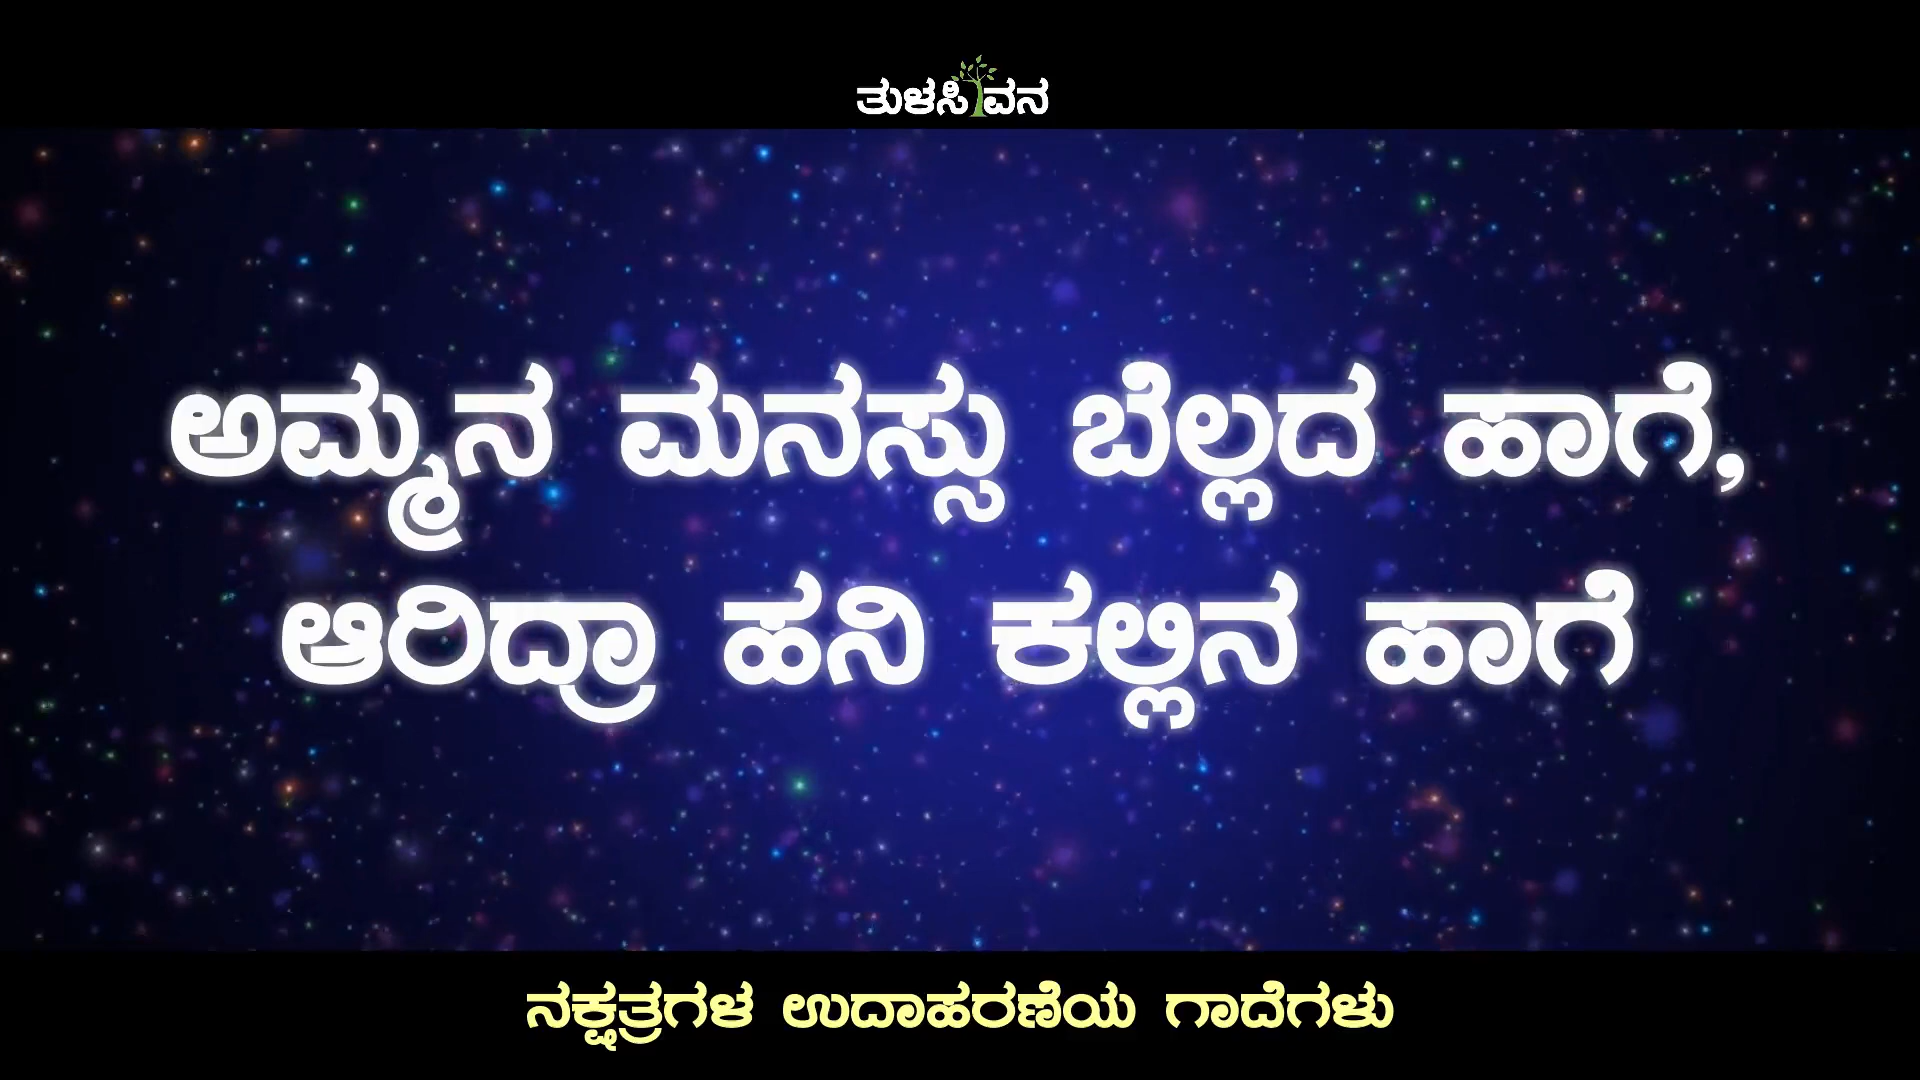 ತುಳಸಿವನ
ಅಮ್ಮನ ಮನಸ್ಸು ಬೆಲ್ಲದ ಹಾಗೆ,
ಆರಿದ್ರಾ ಹನಿ ಕಲ್ಲಿನ ಹಾಗೆ
ನಕ್ಷತ್ರಗಳ ಉದಾಹರಣೆಯ ಗಾದೆಗಳು